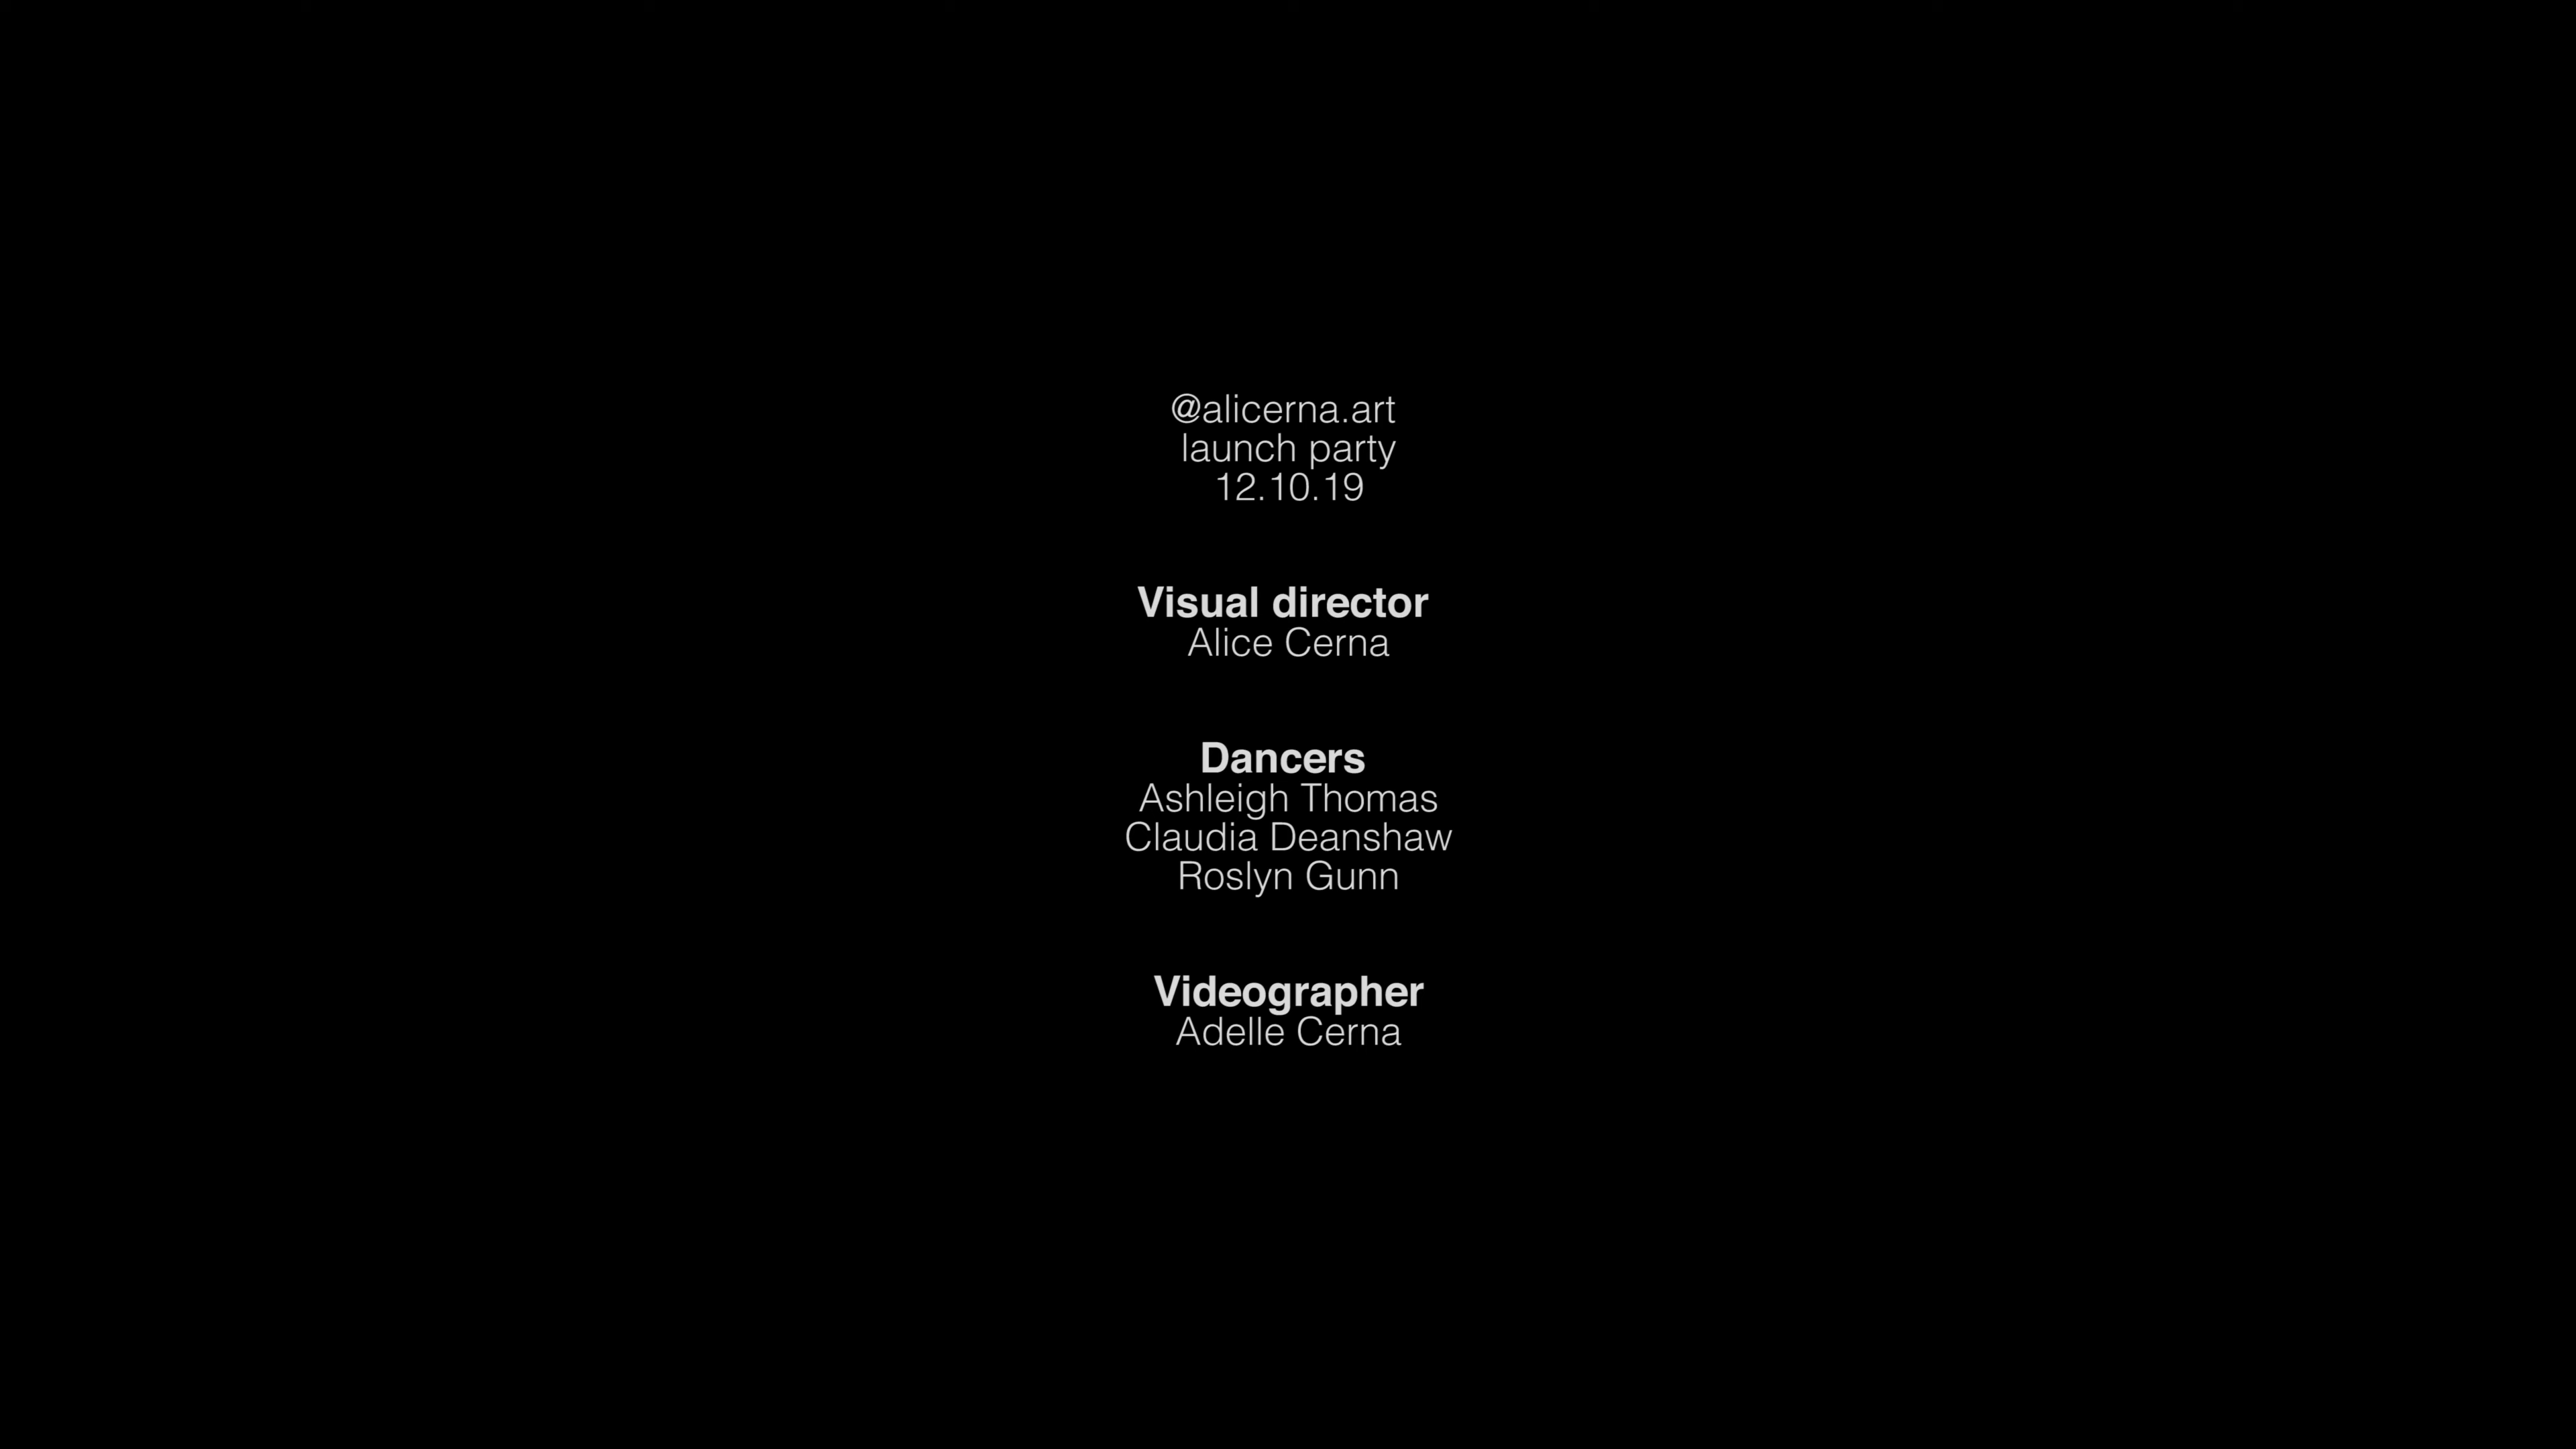 @alicerna.art
launch party
12.10.19
Visual director
Alice Cerna
Dancers
Ashleigh Thomas
Claudia Deanshaw
Roslyn Gunn
Videographer
Adelle Cerna